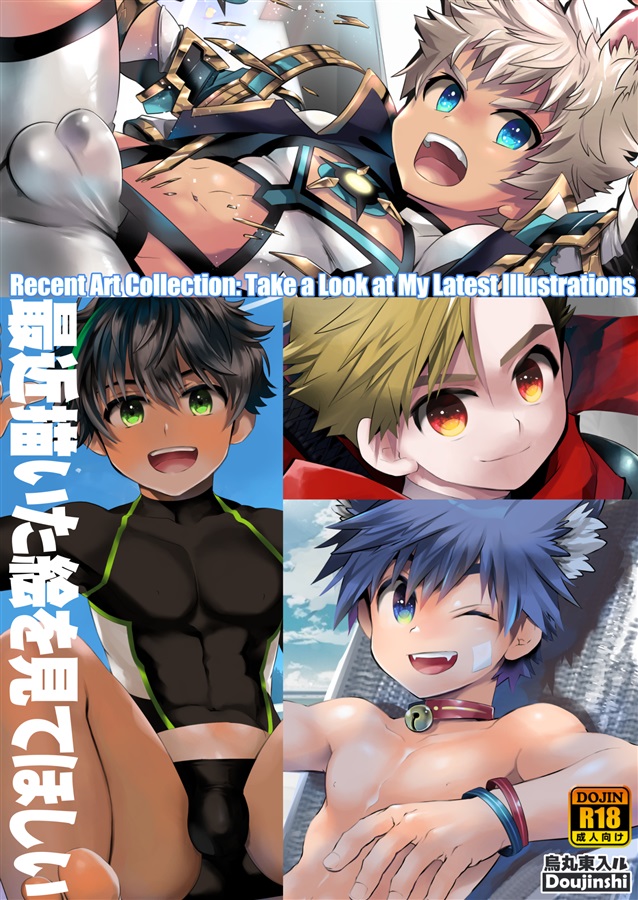 Recent Art Collection: Take a Look at My Latest Illustrations
最近描いた絵を見てほしい
DOJIN
R18
成人向け
烏丸東入ル
Doujinshi